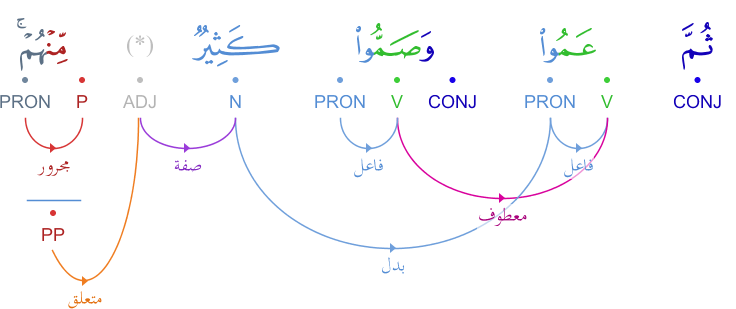 ثُمَّ عَمُوا۟ وَصَمُّوا۟ كَثِيرٌۭ (*) مِّنْهُمْ ۚ
CONJ V PRON CONJ V PRON N ADJ P PRON
فاعل فاعل صفة مجرور
معطوف
PP
بدل
متعلق